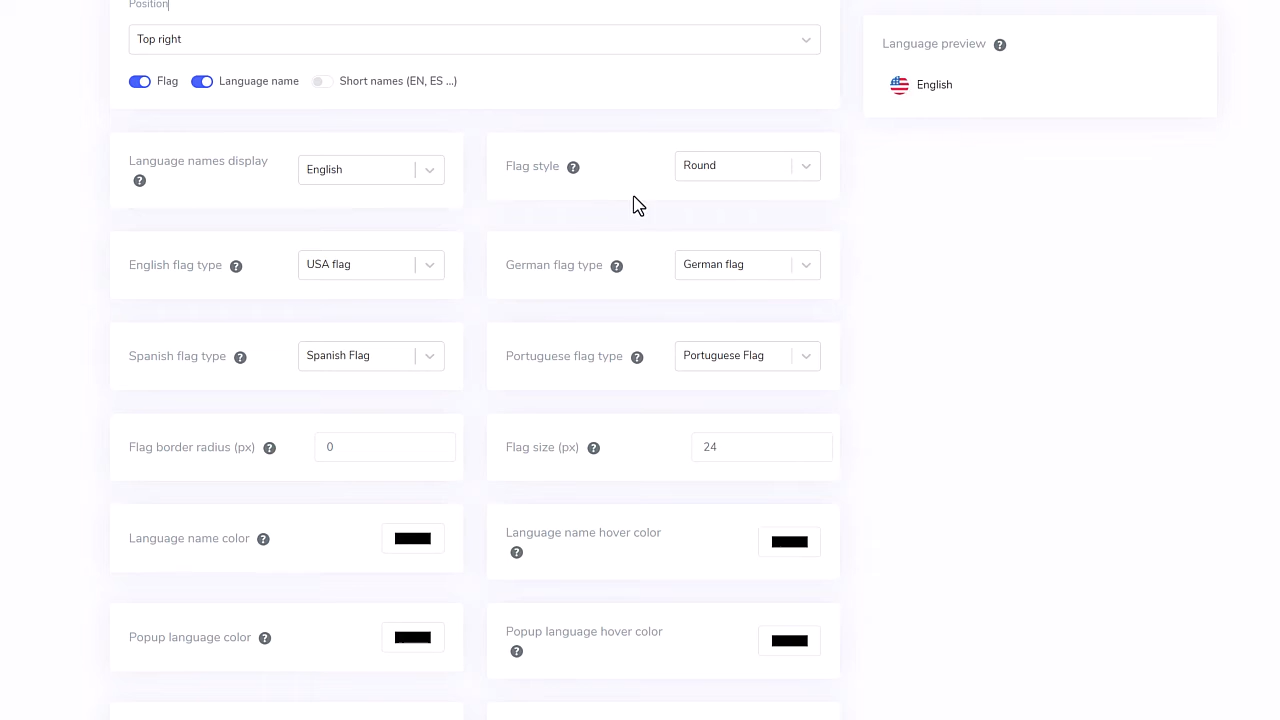 Position
Top right
Flag
Language name
Short names (EN, ES ...)
Language preview
English
Language names display
English
Flag style
Round
English flag type
USA flag
German flag type
German flag
Spanish flag type
Spanish Flag
Portuguese flag type
Portuguese Flag
Flag border radius (px)
0
Flag size (px)
24
Language name color
Language name hover color
Popup language color
Popup language hover color